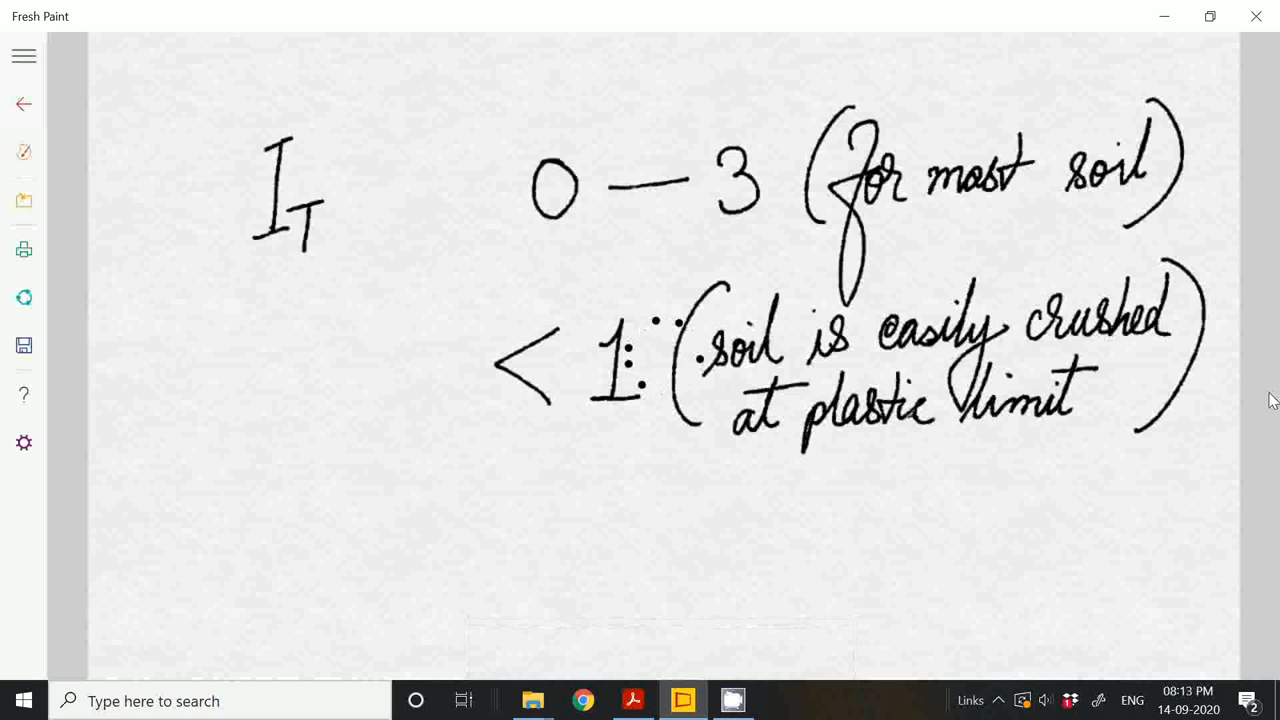 Fresh Paint
I_T 0 — 3 (for most soil)
< 1 (soil is easily crushed
at plastic limit)
Type here to search
Links
ENG
08:13 PM
14-09-2020
2